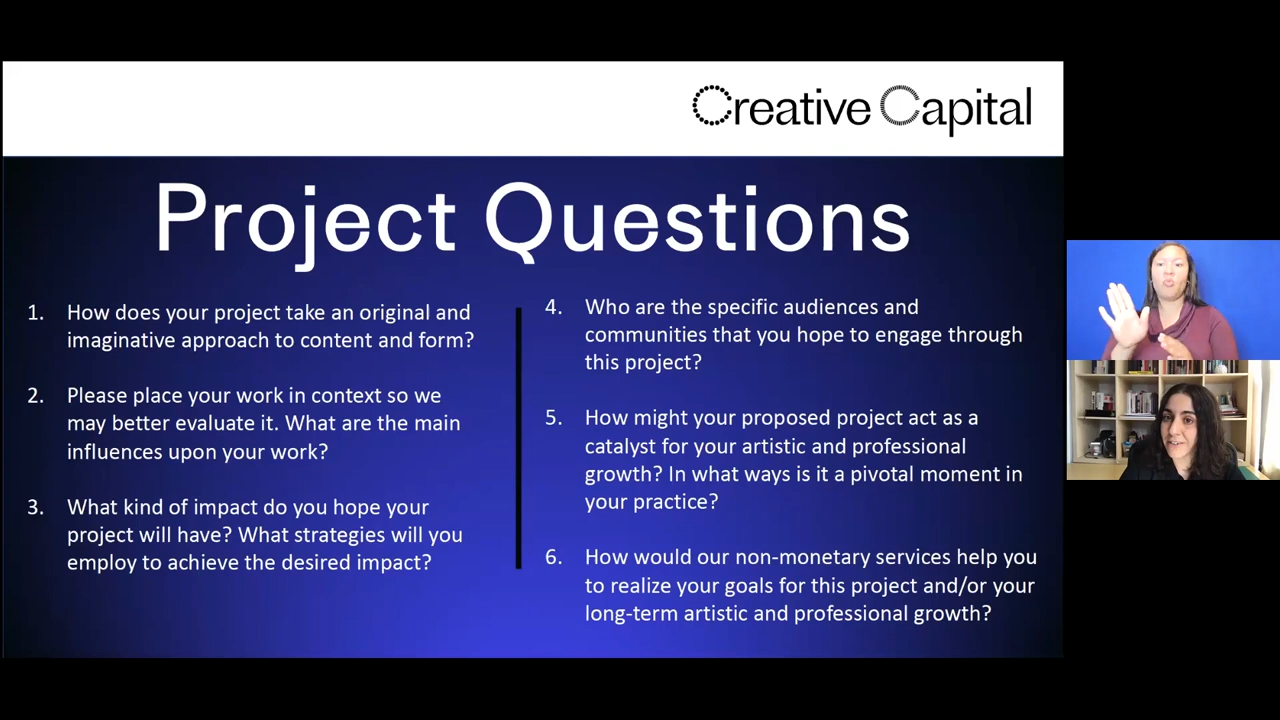 Creative Capital
Project Questions
1. How does your project take an original and
imaginative approach to content and form?
2. Please place your work in context so we
may better evaluate it. What are the main
influences upon your work?
3. What kind of impact do you hope your
project will have? What strategies will you
employ to achieve the desired impact?
4. Who are the specific audiences and
communities that you hope to engage through
this project?
5. How might your proposed project act as a
catalyst for your artistic and professional
growth? In what ways is it a pivotal moment in
your practice?
6. How would our non-monetary services help you
to realize your goals for this project and/or your
long-term artistic and professional growth?